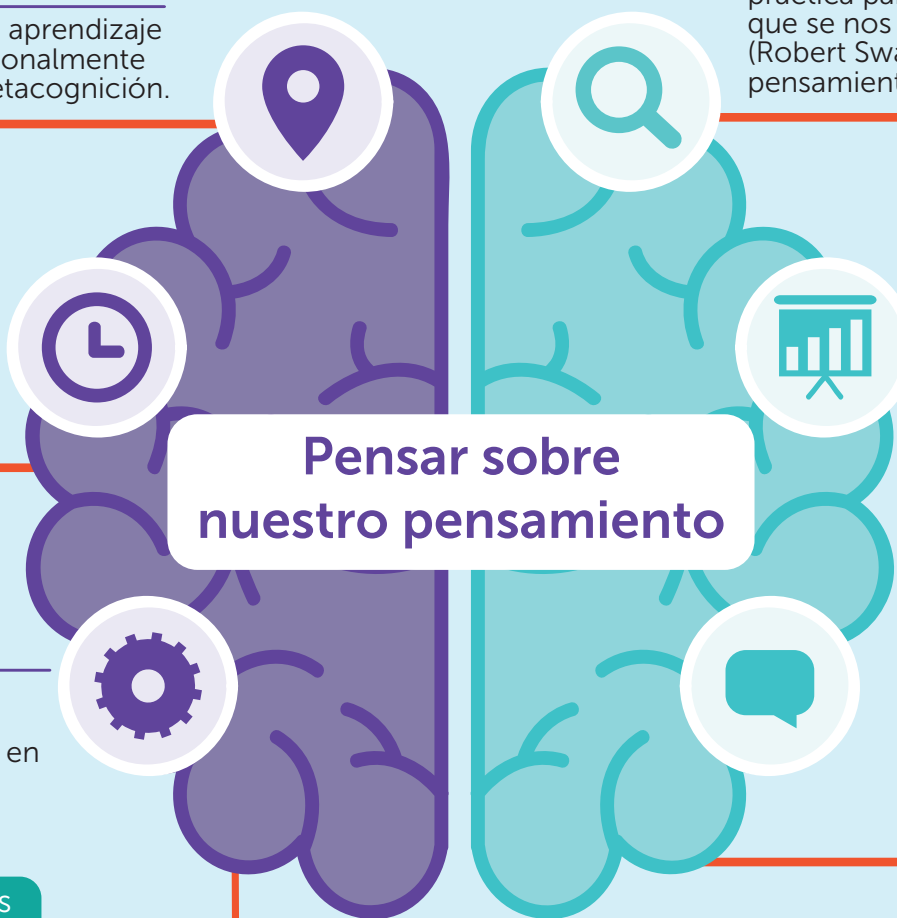 aprendizaje
onalmente
etacognición.
que se nos
(Robert Swa
pensamient
Pensar sobre
nuestro pensamiento
en
s